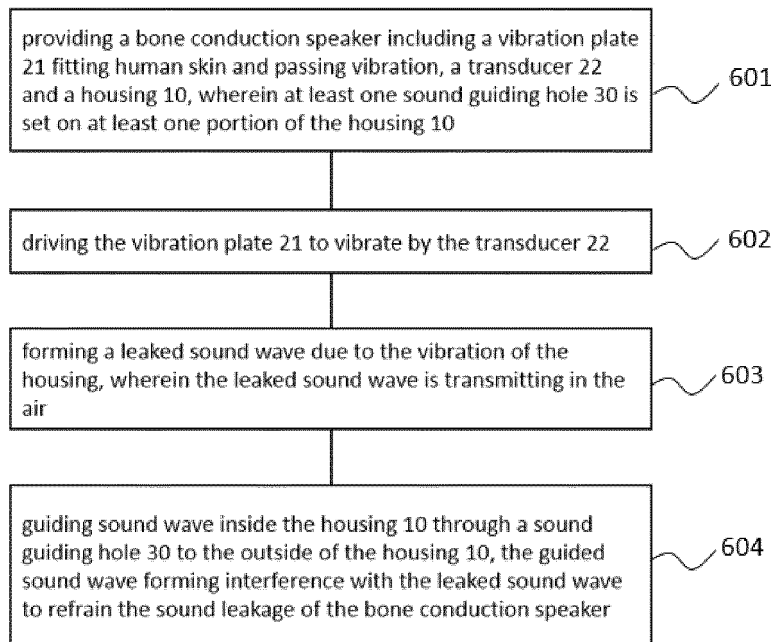 providing a bone conduction speaker including a vibration plate
21 fitting human skin and passing vibration, a transducer 22
and a housing 10, wherein at least one sound guiding hole 30 is
set on at least one portion of the housing 10
601
driving the vibration plate 21 to vibrate by the transducer 22
602
forming a leaked sound wave due to the vibration of the
housing, wherein the leaked sound wave is transmitting in the
air
603
guiding sound wave inside the housing 10 through a sound
guiding hole 30 to the outside of the housing 10, the guided
sound wave forming interference with the leaked sound wave
to refrain the sound leakage of the bone conduction speaker
604